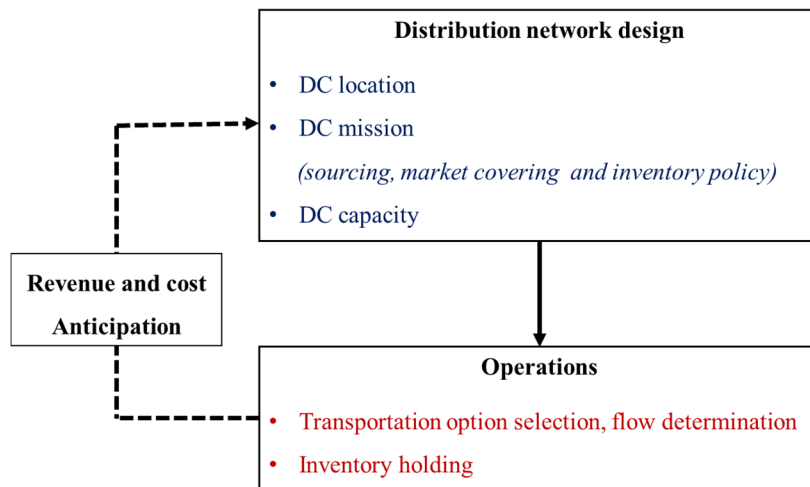 Distribution network design
• DC location
• DC mission
(sourcing, market covering and inventory policy)
• DC capacity
Revenue and cost
Anticipation
Operations
• Transportation option selection, flow determination
• Inventory holding